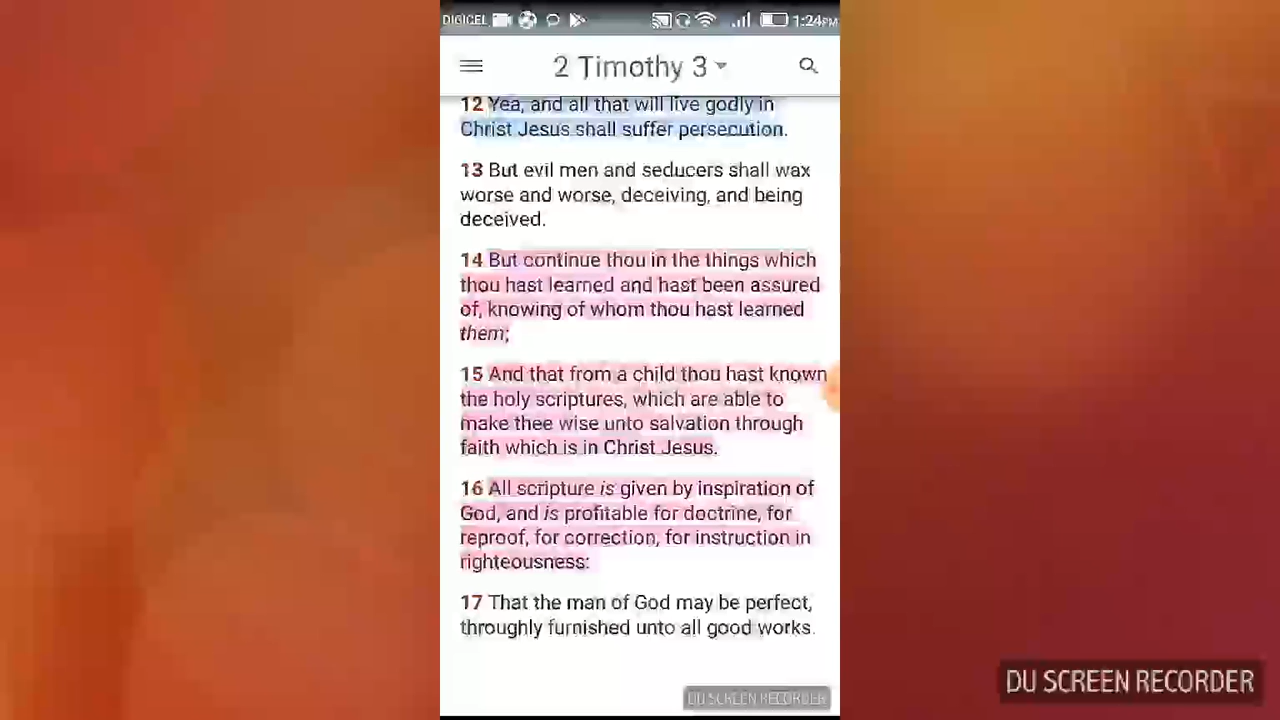 DIGICEL 1:24PM
2 Timothy 3
12 Yea, and all that will live godly in
Christ Jesus shall suffer persecution.
13 But evil men and seducers shall wax
worse and worse, deceiving, and being
deceived.
14 But continue thou in the things which
thou hast learned and hast been assured
of, knowing of whom thou hast learned
them;
15 And that from a child thou hast known
the holy scriptures, which are able to
make thee wise unto salvation through
faith which is in Christ Jesus.
16 All scripture is given by inspiration of
God, and is profitable for doctrine, for
reproof, for correction, for instruction in
righteousness:
17 That the man of God may be perfect,
throughly furnished unto all good works.
DU SCREEN RECORDER
DU SCREEN RECORDER